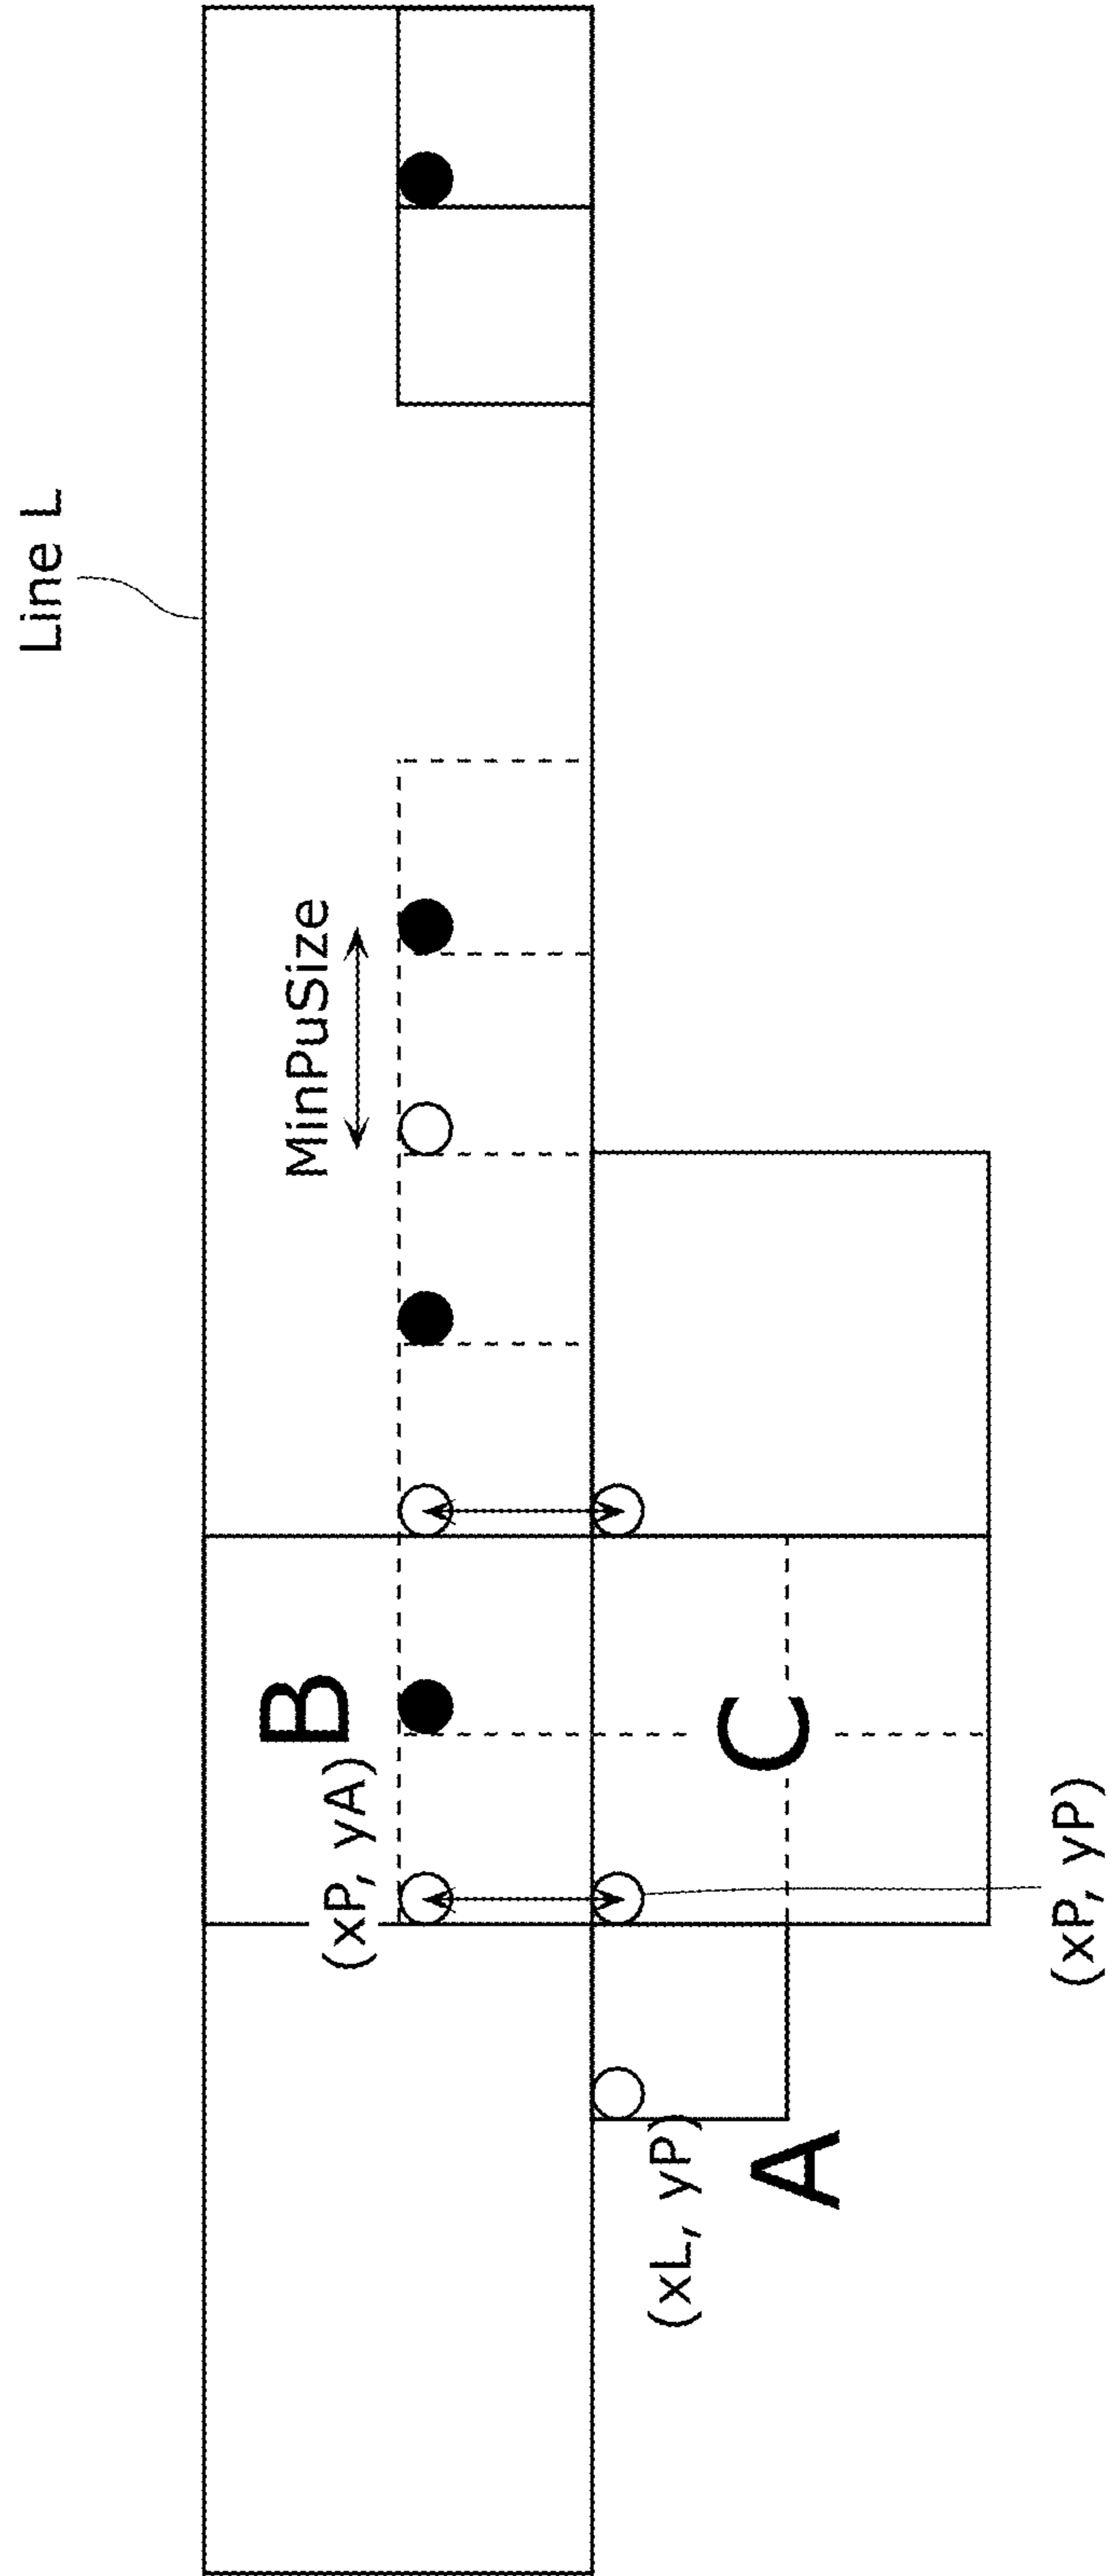 Line L
MinPuSize
B
(xP, yA)
C
(xP, yP)
(xL, yP)
A